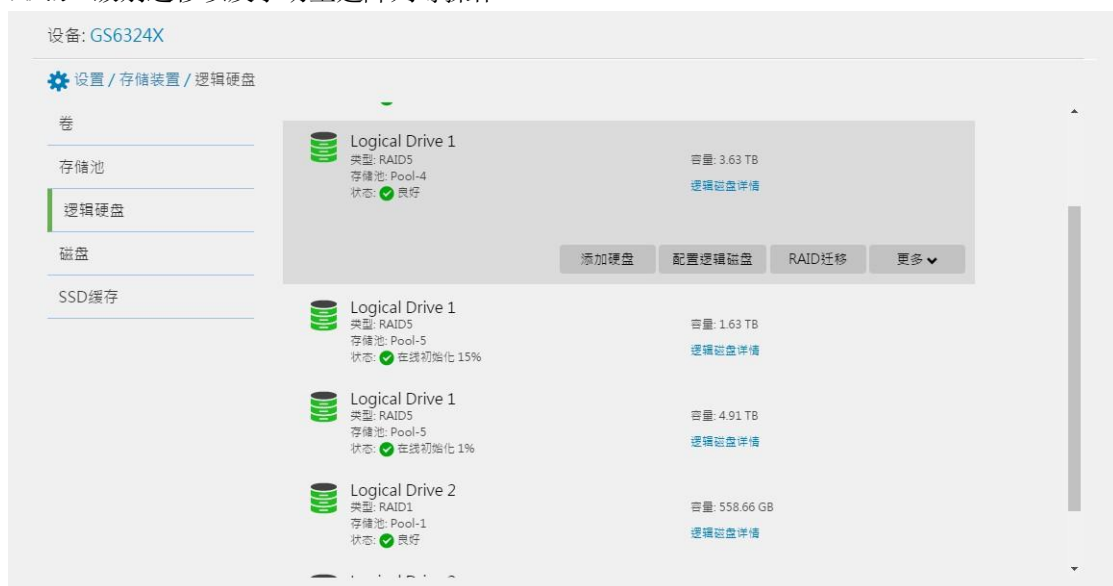 设备: GS6324X
设置 / 存储装置 / 逻辑硬盘
卷
存储池
逻辑硬盘
磁盘
SSD缓存
Logical Drive 1
类型: RAID5
存储池: Pool-4
状态: 良好
容量: 3.63 TB
逻辑磁盘详情
添加硬盘 配置逻辑磁盘 RAID迁移 更多
Logical Drive 1
类型: RAID5
存储池: Pool-5
状态: 在线初始化 15%
容量: 1.63 TB
逻辑磁盘详情
Logical Drive 1
类型: RAID5
存储池: Pool-5
状态: 在线初始化 1%
容量: 4.91 TB
逻辑磁盘详情
Logical Drive 2
类型: RAID1
存储池: Pool-1
状态: 良好
容量: 558.66 GB
逻辑磁盘详情